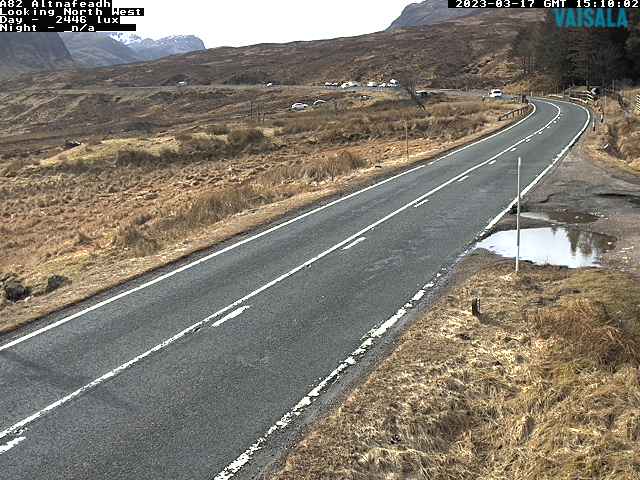 A82 Altnafeadh
2023-03-17 GMT 15:10:02
Looking North West
VAISALA
Day - 2446 lux
Night - n/a